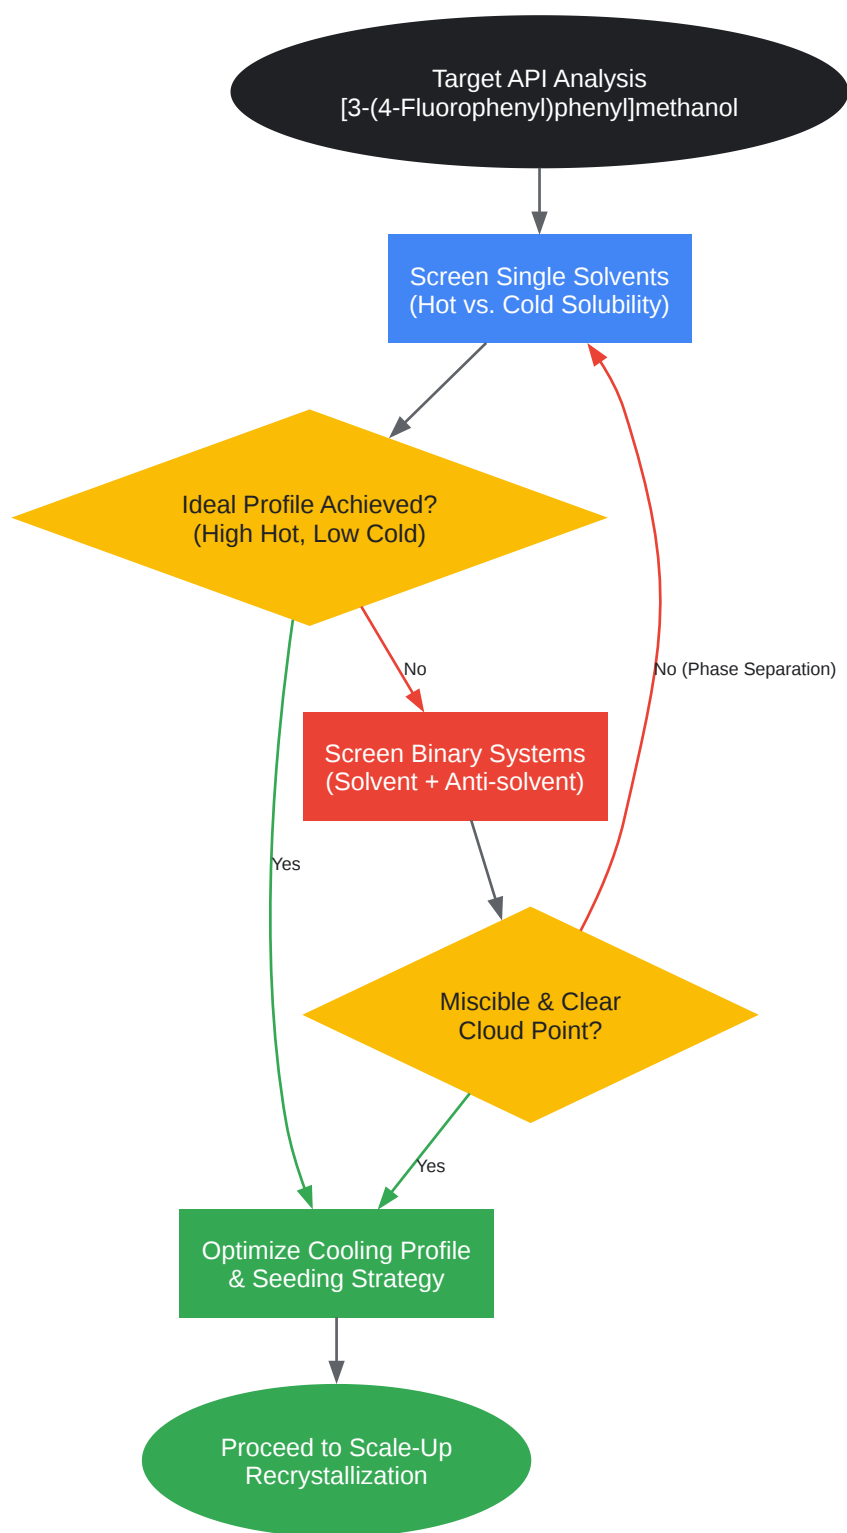 Target API Analysis
[3-(4-Fluorophenyl)phenyl]methanol
Screen Single Solvents
(Hot vs. Cold Solubility)
Ideal Profile Achieved?
(High Hot, Low Cold)
No
No (Phase Separation)
Screen Binary Systems
(Solvent + Anti-solvent)
Yes
Miscible & Clear
Cloud Point?
Yes
Optimize Cooling Profile
& Seeding Strategy
Proceed to Scale-Up
Recrystallization